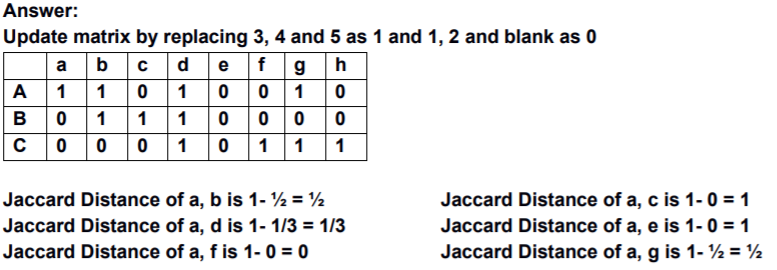 Answer:
Update matrix by replacing 3, 4 and 5 as 1 and 1, 2 and blank as 0
a b c d e f g h
A 1 1 0 1 0 0 1 0
B 0 1 1 1 0 0 0 0
C 0 0 0 1 0 1 1 1
Jaccard Distance of a, b is 1- ½ = ½ Jaccard Distance of a, c is 1- 0 = 1
Jaccard Distance of a, d is 1- 1/3 = 1/3 Jaccard Distance of a, e is 1- 0 = 1
Jaccard Distance of a, f is 1- 0 = 0 Jaccard Distance of a, g is 1- ½ = ½